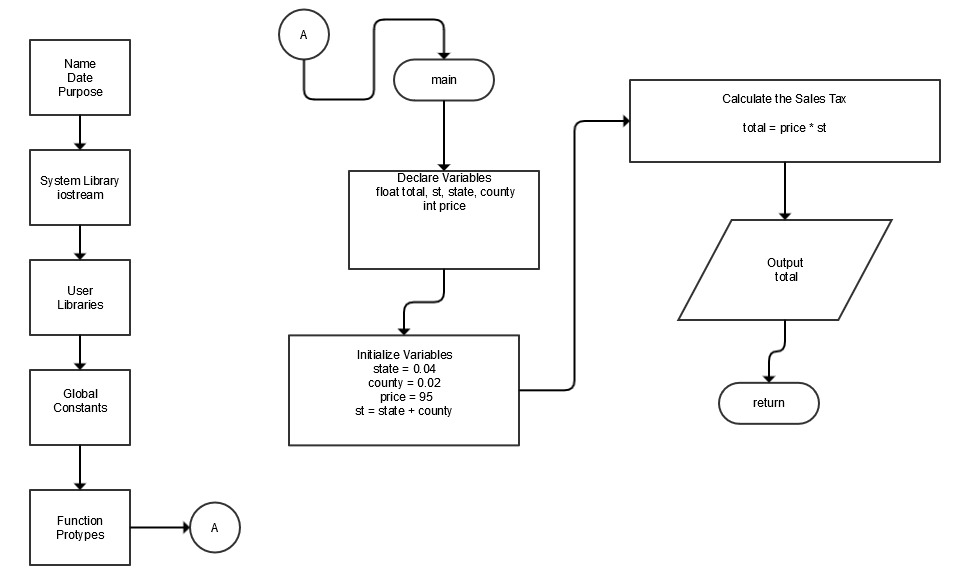 Name
Date
Purpose
System Library
iostream
User
Libraries
Global
Constants
Function
Protypes
A
A
main
Declare Variables
float total, st, state, county
int price
Initialize Variables
state = 0.04
county = 0.02
price = 95
st = state + county
Calculate the Sales Tax
total = price * st
Output
total
return